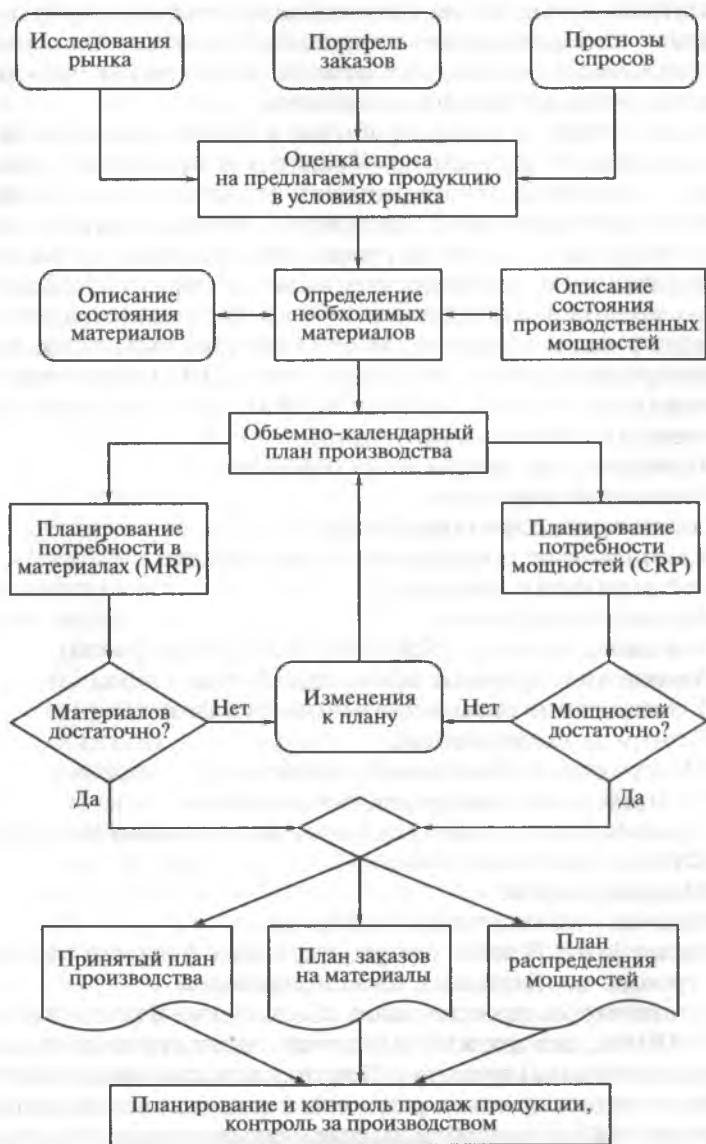 Исследования
рынка
Портфель
заказов
Прогнозы
спросов
Оценка спроса
на предлагаемую продукцию
в условиях рынка
Описание
состояния
материалов
Определение
необходимых
материалов
Описание
состояния
производственных
мощностей
Обьемно-календарный
план производства
Планирование
потребности в
материалах (MRP)
Планирование
потребности
мощностей (CRP)
Материалов
достаточно?
Нет
Изменения
к плану
Нет
Мощностей
достаточно?
Да
Да
Принятый план
производства
План заказов
на материалы
План
распределения
мощностей
Планирование и контроль продаж продукции,
контроль за производством